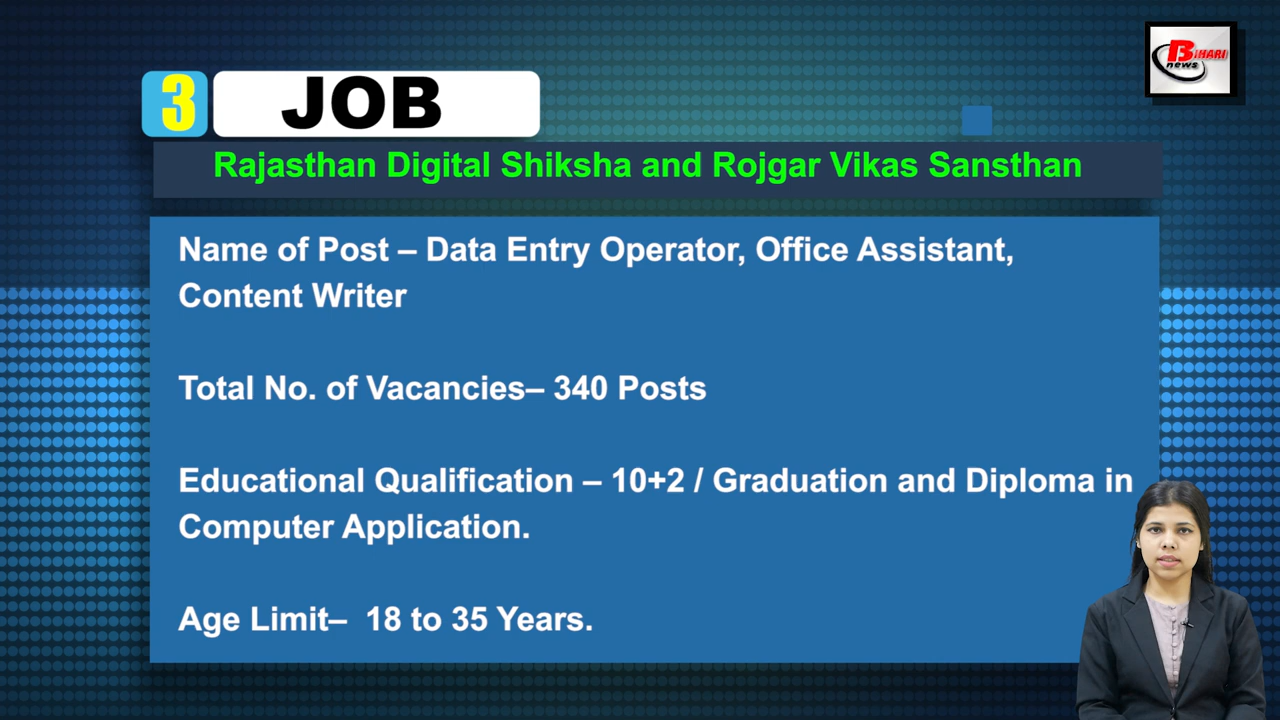 BIHARI
news
3 JOB
Rajasthan Digital Shiksha and Rojgar Vikas Sansthan
Name of Post – Data Entry Operator, Office Assistant,
Content Writer
Total No. of Vacancies– 340 Posts
Educational Qualification – 10+2 / Graduation and Diploma in
Computer Application.
Age Limit– 18 to 35 Years.